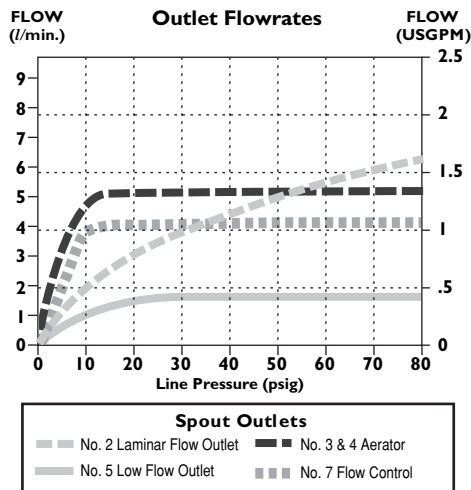 FLOW
(l/min.)
Outlet Flowrates
FLOW
(USGPM)
9
8
7
6
5
4
3
2
1
0
2.5
2
1.5
1
.5
0
0 10 20 30 40 50 60 70 80
Line Pressure (psig)
Spout Outlets
No. 2 Laminar Flow Outlet
No. 3 & 4 Aerator
No. 5 Low Flow Outlet
No. 7 Flow Control